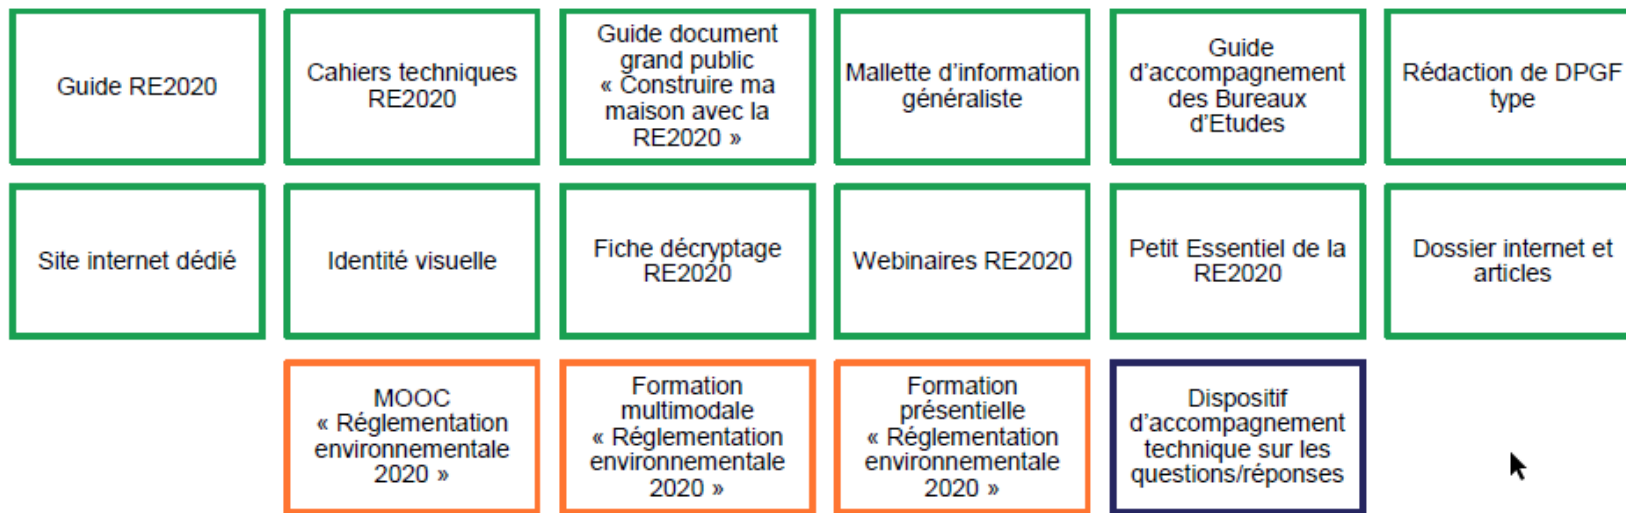 Guide RE2020
Cahiers techniques
RE2020
Guide document
grand public
« Construire ma
maison avec la
RE2020 »
Mallette d'information
généraliste
Guide
d'accompagnement
des Bureaux
d'Etudes
Rédaction de DPGF
type
Site internet dédié
Identité visuelle
Fiche décryptage
RE2020
Webinaires RE2020
Petit Essentiel de la
RE2020
Dossier internet et
articles
MOOC
« Réglementation
environnementale
2020 »
Formation
multimodale
« Réglementation
environnementale
2020 »
Formation
présentielle
« Réglementation
environnementale
2020 »
Dispositif
d'accompagnement
technique sur les
questions/réponses